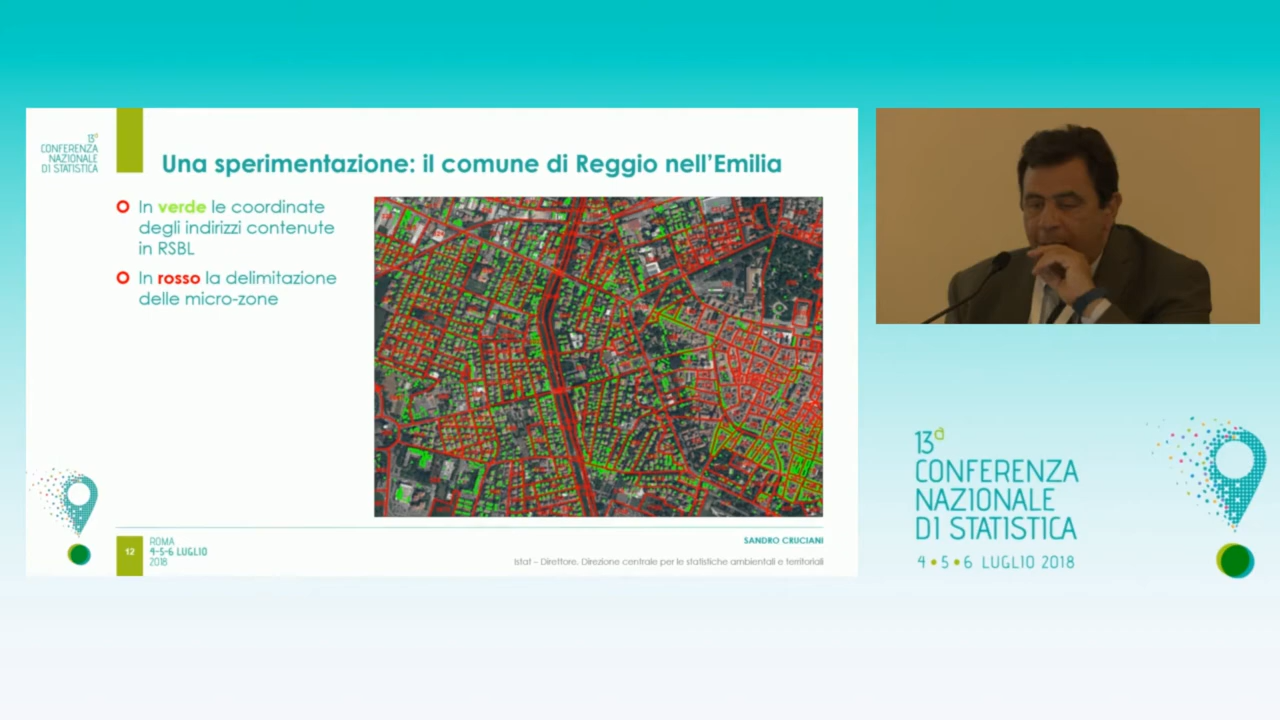 13ª
CONFERENZA
NAZIONALE
DI STATISTICA
Una sperimentazione: il comune di Reggio nell'Emilia
In verde le coordinate
degli indirizzi contenute
in RSBL
In rosso la delimitazione
delle micro-zone
12
ROMA
4-5-6 LUGLIO
2018
SANDRO CRUCIANI
Istat – Direttore, Direzione centrale per le statistiche ambientali e territoriali
13ª
CONFERENZA
NAZIONALE
DI STATISTICA
4 • 5 • 6 LUGLIO 2018